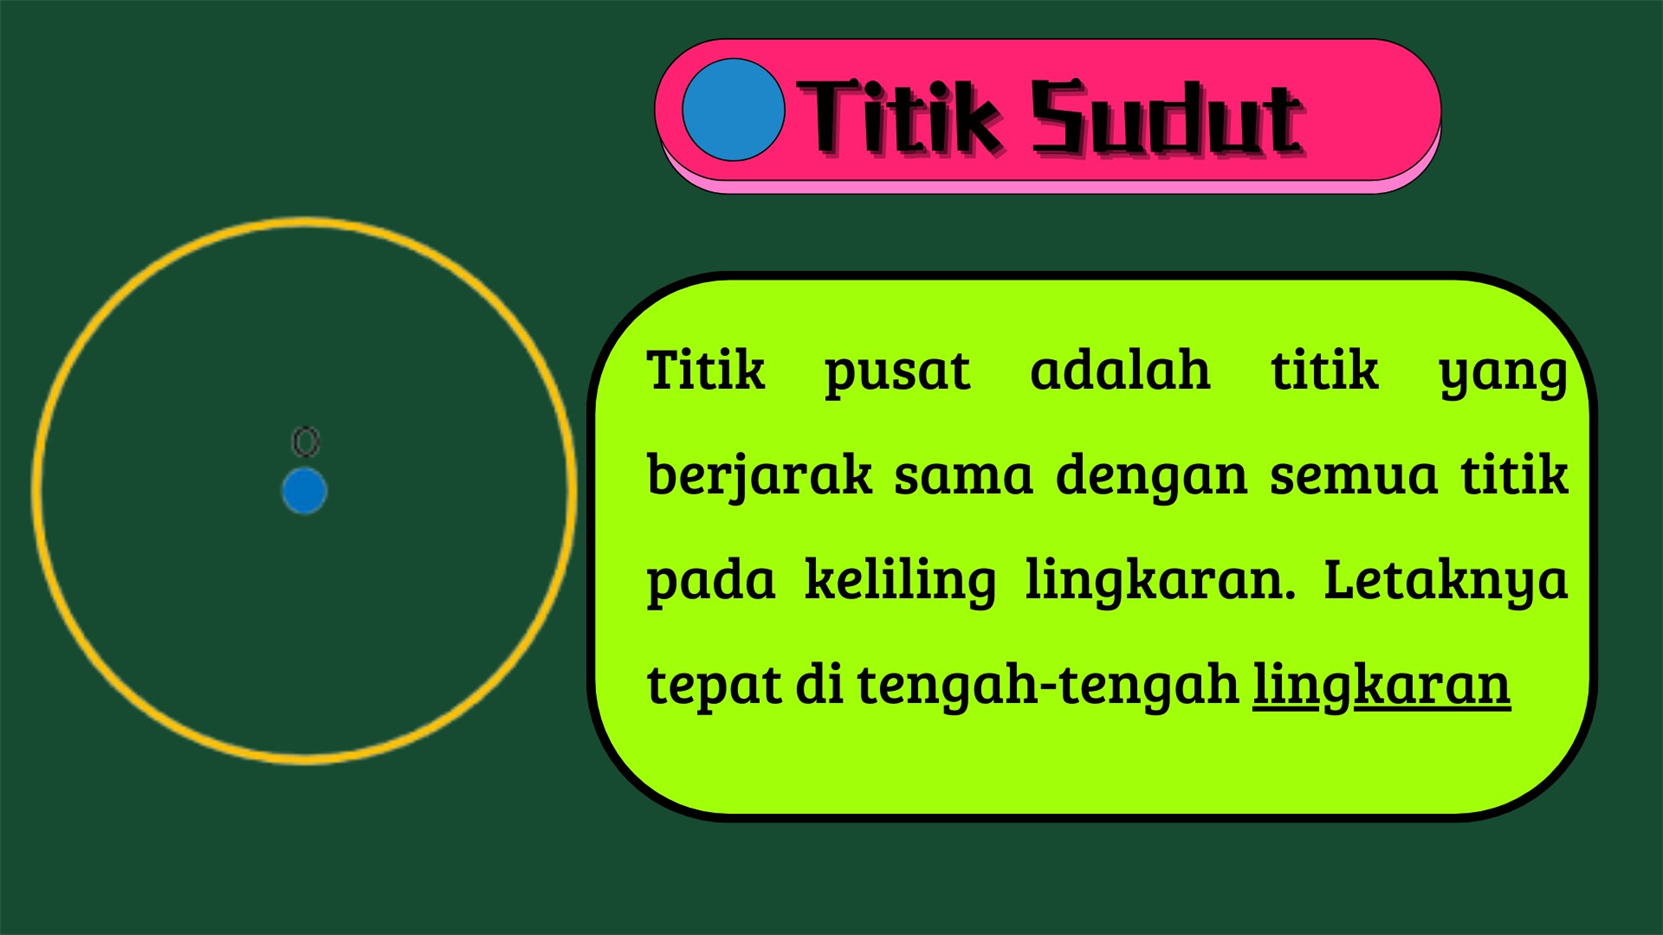 Titik Sudut
O
Titik pusat adalah titik yang
berjarak sama dengan semua titik
pada keliling lingkaran. Letaknya
tepat di tengah-tengah lingkaran